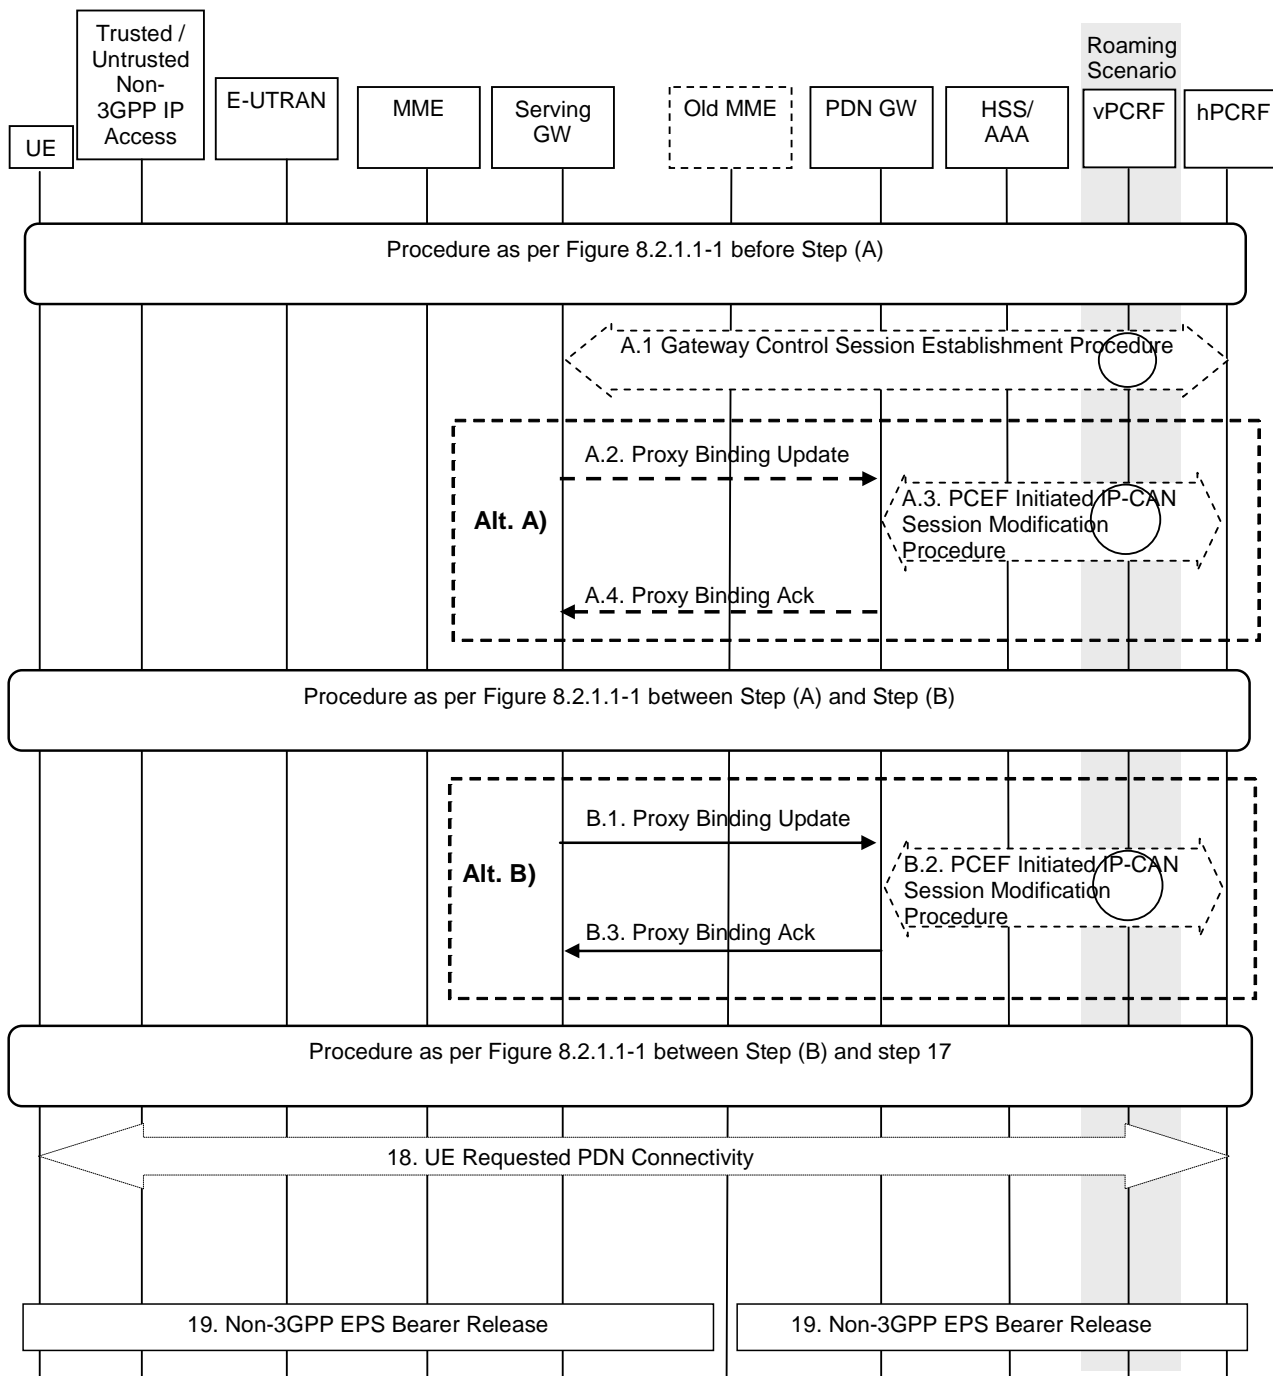 Trusted /
Untrusted
Non-
3GPP IP
Access
Roaming
Scenario
UE
E-UTRAN
MME
Serving
GW
Old MME
PDN GW
HSS/
AAA
vPCRF
hPCRF
Procedure as per Figure 8.2.1.1-1 before Step (A)
A.1 Gateway Control Session Establishment Procedure
Alt. A)
A.2. Proxy Binding Update
A.3. PCEF Initiated IP-CAN
Session Modification
Procedure
A.4. Proxy Binding Ack
Procedure as per Figure 8.2.1.1-1 between Step (A) and Step (B)
Alt. B)
B.1. Proxy Binding Update
B.2. PCEF Initiated IP-CAN
Session Modification
Procedure
B.3. Proxy Binding Ack
Procedure as per Figure 8.2.1.1-1 between Step (B) and step 17
18. UE Requested PDN Connectivity
19. Non-3GPP EPS Bearer Release
19. Non-3GPP EPS Bearer Release